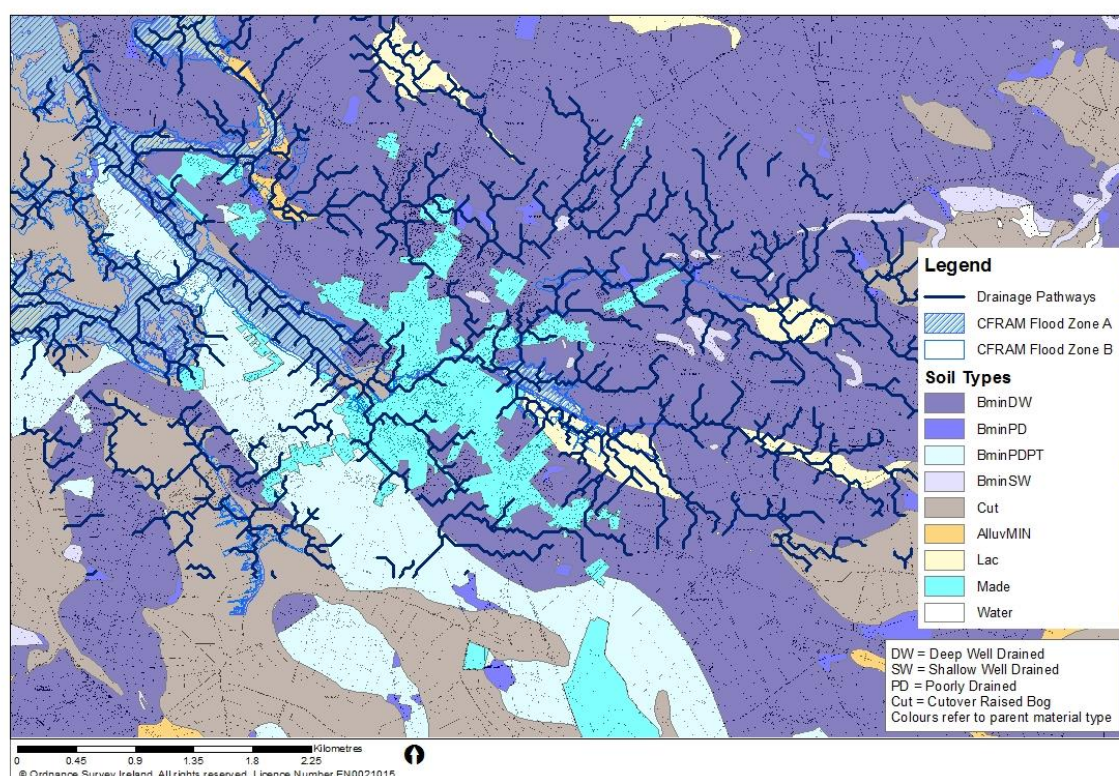 Legend
Drainage Pathways
CFRAM Flood Zone A
CFRAM Flood Zone B
Soil Types
BminDW
BminPD
BminPDPT
BminSW
Cut
AlluvMIN
Lac
Made
Water
DW = Deep Well Drained
SW = Shallow Well Drained
PD = Poorly Drained
Cut = Cutover Raised Bog
Colours refer to parent material type
Kilometres
0 0.45 0.9 1.35 1.8 2.25
© Ordnance Survey Ireland. All rights reserved. Licence Number EN0021015